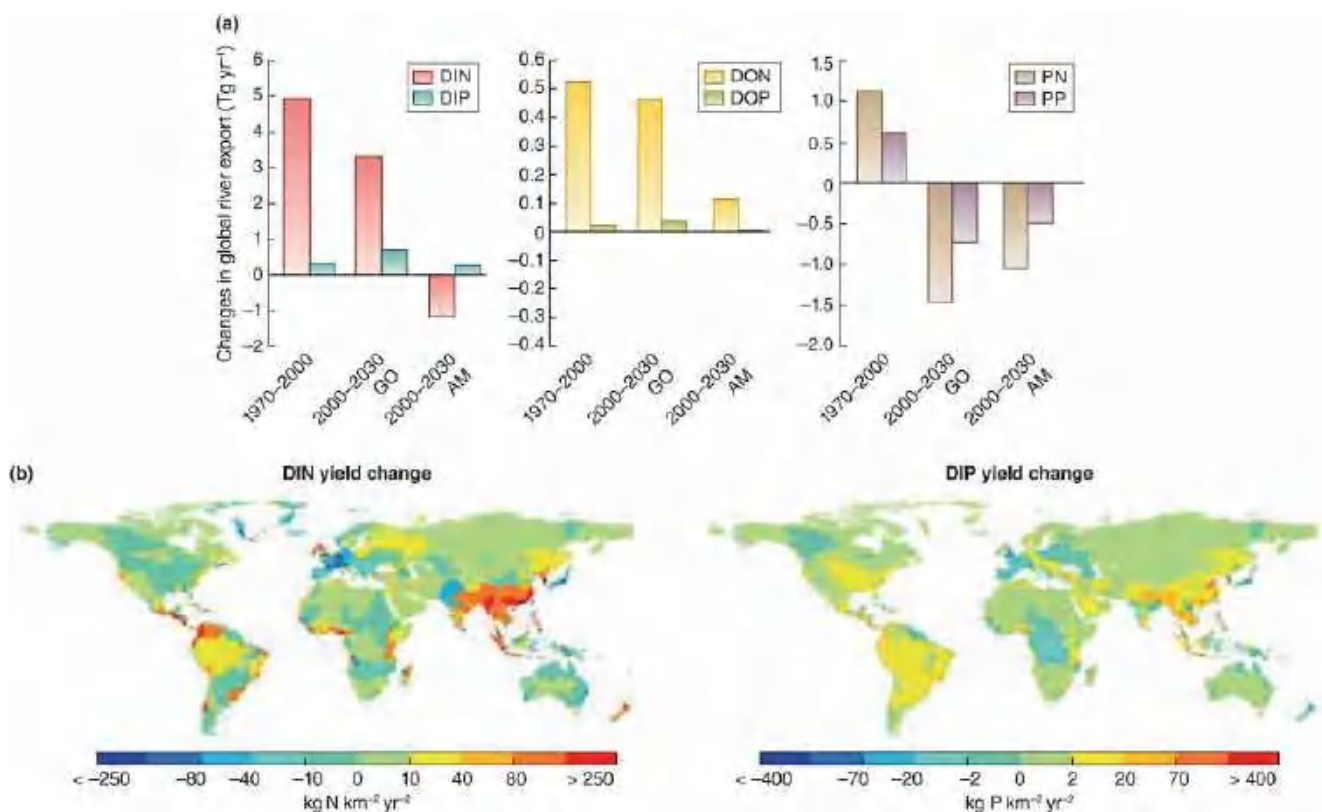 (a)
Changes in global river export (Tg yr⁻¹)
6
5
4
3
2
1
0
−1
−2
DIN
DIP
1970–2000
2000–2030
GO
2000–2030
AM
0.6
0.5
0.4
0.3
0.2
0.1
0
−0.1
−0.2
−0.3
−0.4
DON
DOP
1970–2000
2000–2030
GO
2000–2030
AM
1.5
1.0
0.5
0
−0.5
−1.0
−1.5
−2.0
PN
PP
1970–2000
2000–2030
GO
2000–2030
AM
(b)
DIN yield change
< −250 −80 −40 −10 0 10 40 80 > 250
kg N km⁻² yr⁻¹
DIP yield change
< −400 −70 −20 −2 0 2 20 70 > 400
kg P km⁻² yr⁻¹